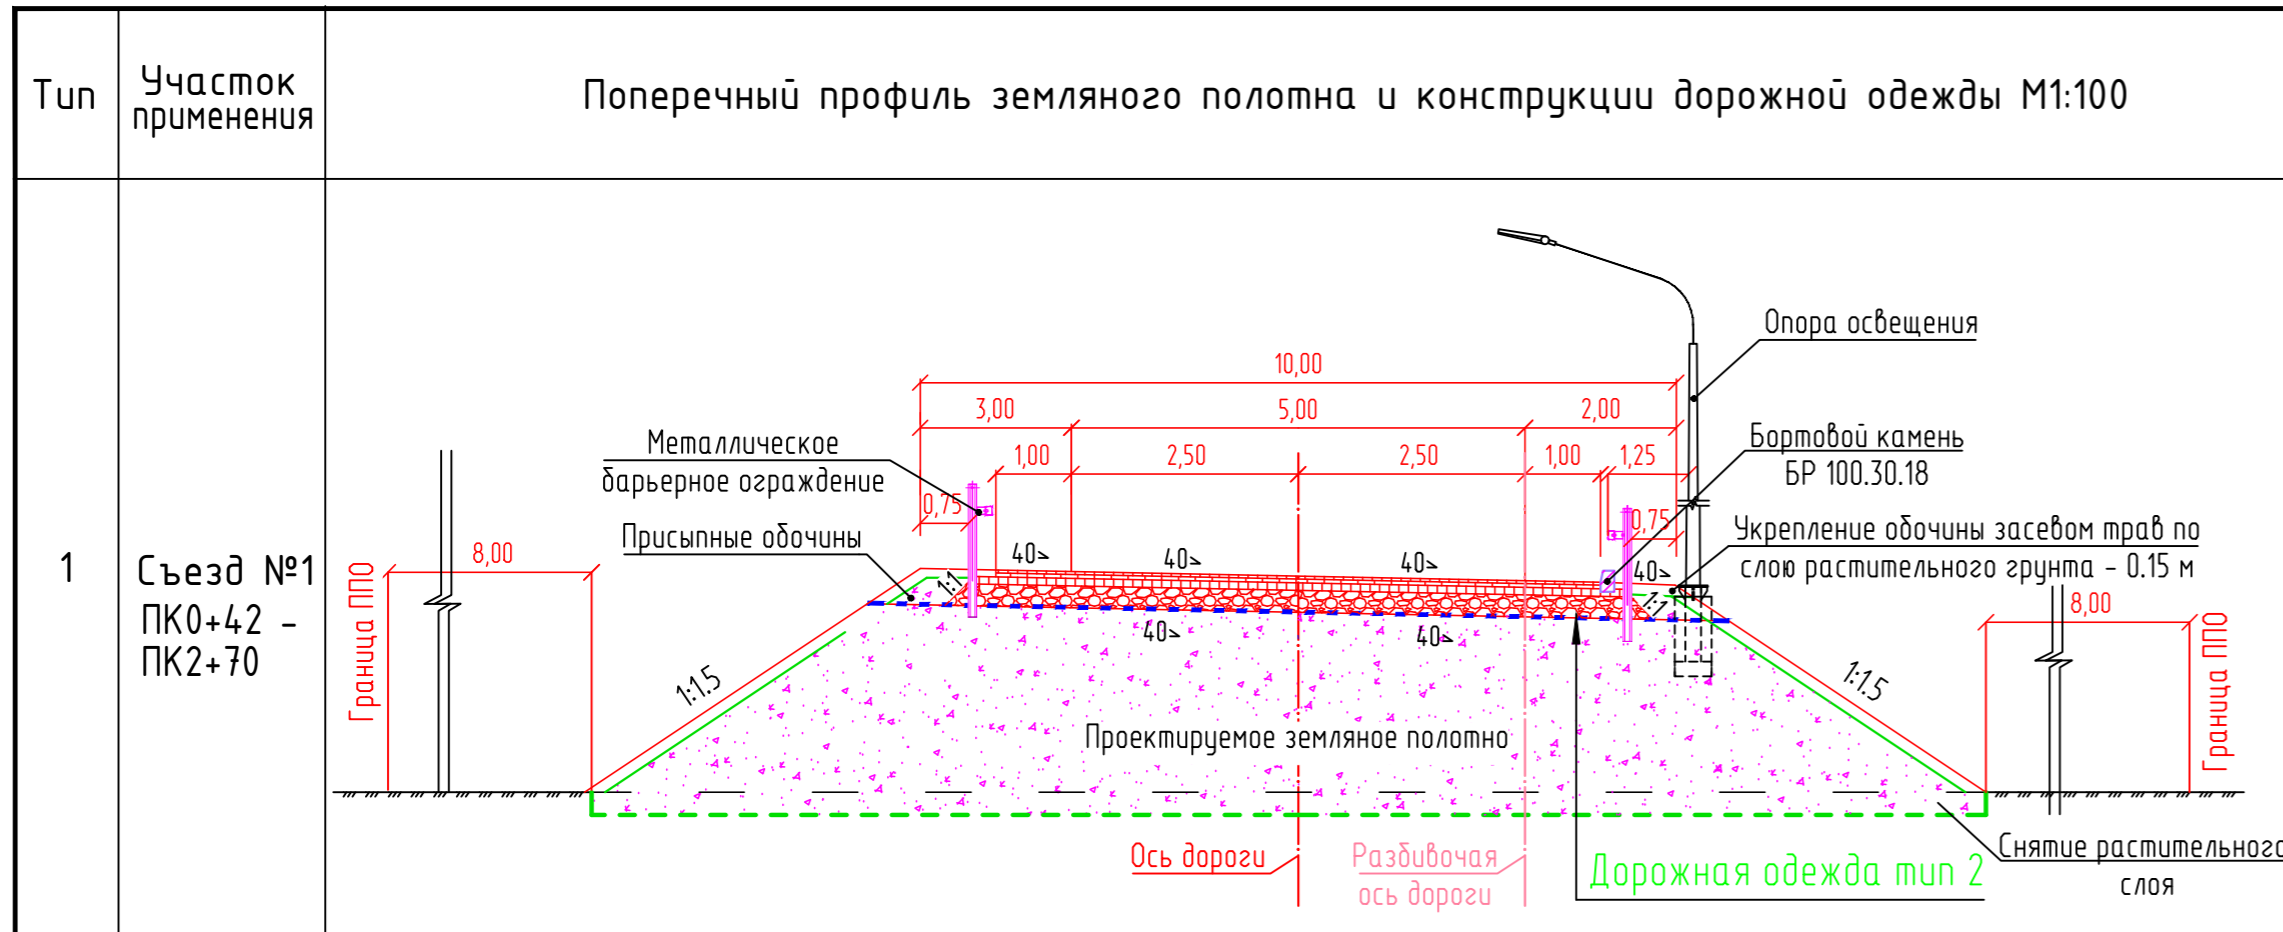 Тип
Участок
применения
Поперечный профиль земляного полотна и конструкции дорожной одежды М1:100
1
Съезд №1
ПК0+42 -
ПК2+70
Опора освещения
10,00
3,00
5,00
2,00
Металлическое
барьерное ограждение
1,00
2,50
2,50
1,00
1,25
Бортовой камень
БР 100.30.18
0,75
0,75
Присыпные обочины
Укрепление обочины засевом трав по
слою растительного грунта - 0.15 м
8,00
40
40
40
40
1:1
1:1
8,00
40
40
Граница ППО
Граница ППО
1:1.5
1:1.5
Проектируемое земляное полотно
Ось дороги
Разбивочая
ось дороги
Дорожная одежда тип 2
Снятие растительного
слоя